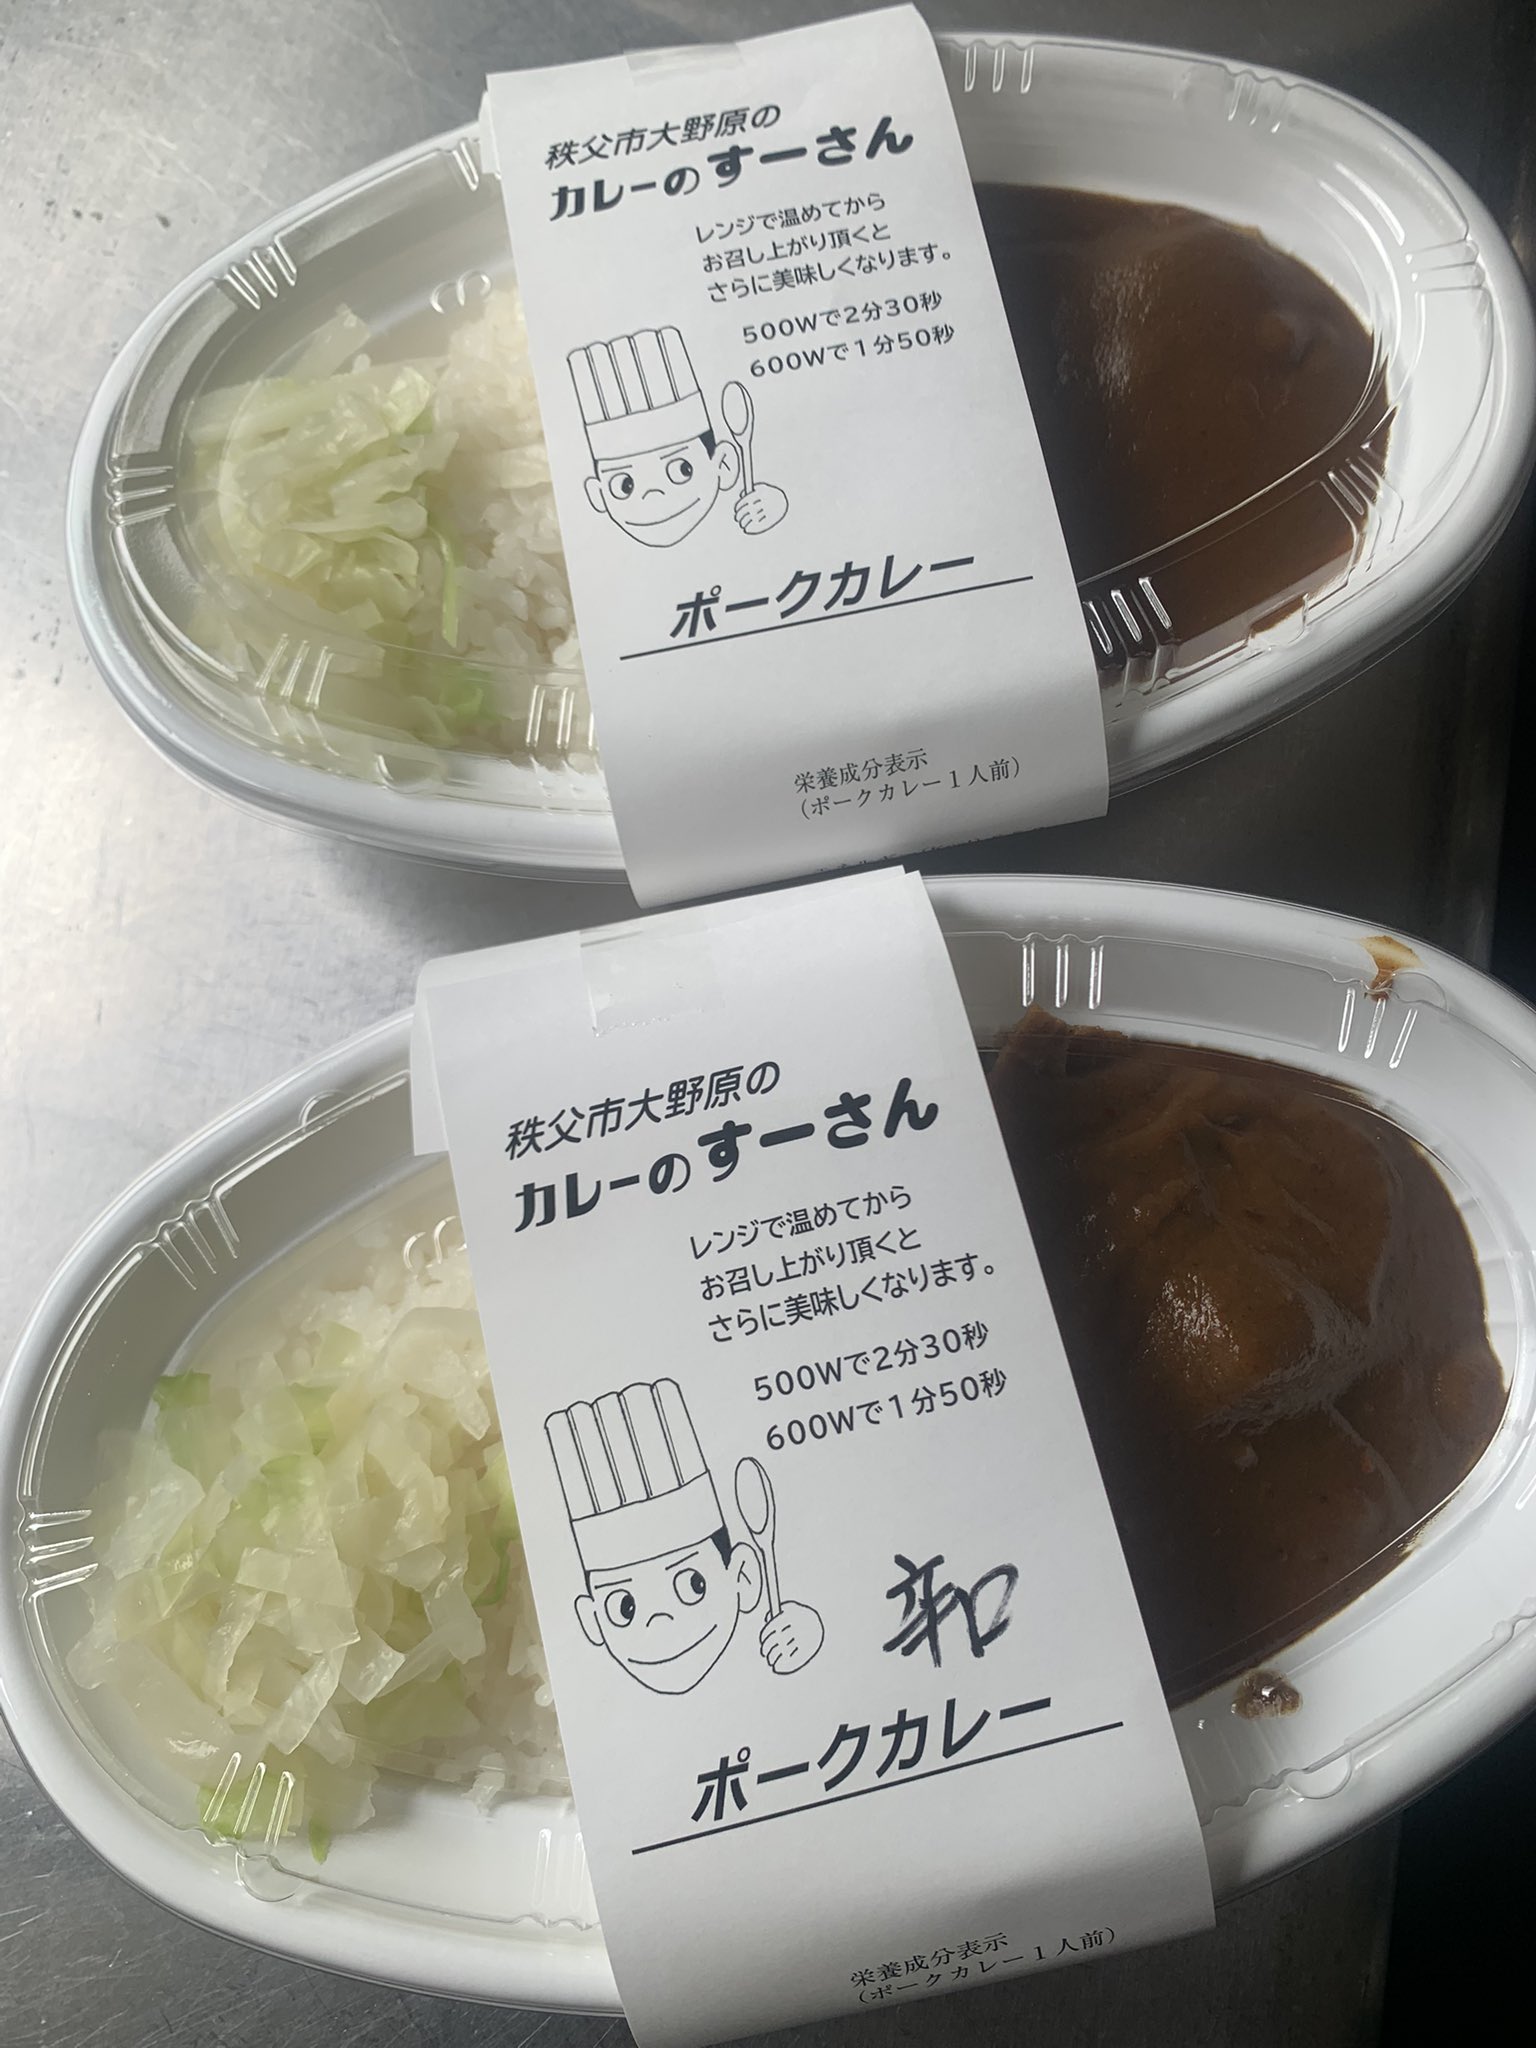 秩父市大野原の
カレーのすーさん
レンジで温めてから
お召し上がり頂くと
さらに美味しくなります。
500Wで2分30秒
600Wで1分50秒
ポークカレー
栄養成分表示
（ポークカレー1人前）
秩父市大野原の
カレーのすーさん
レンジで温めてから
お召し上がり頂くと
さらに美味しくなります。
500Wで2分30秒
600Wで1分50秒
辛口
ポークカレー
栄養成分表示
（ポークカレー1人前）